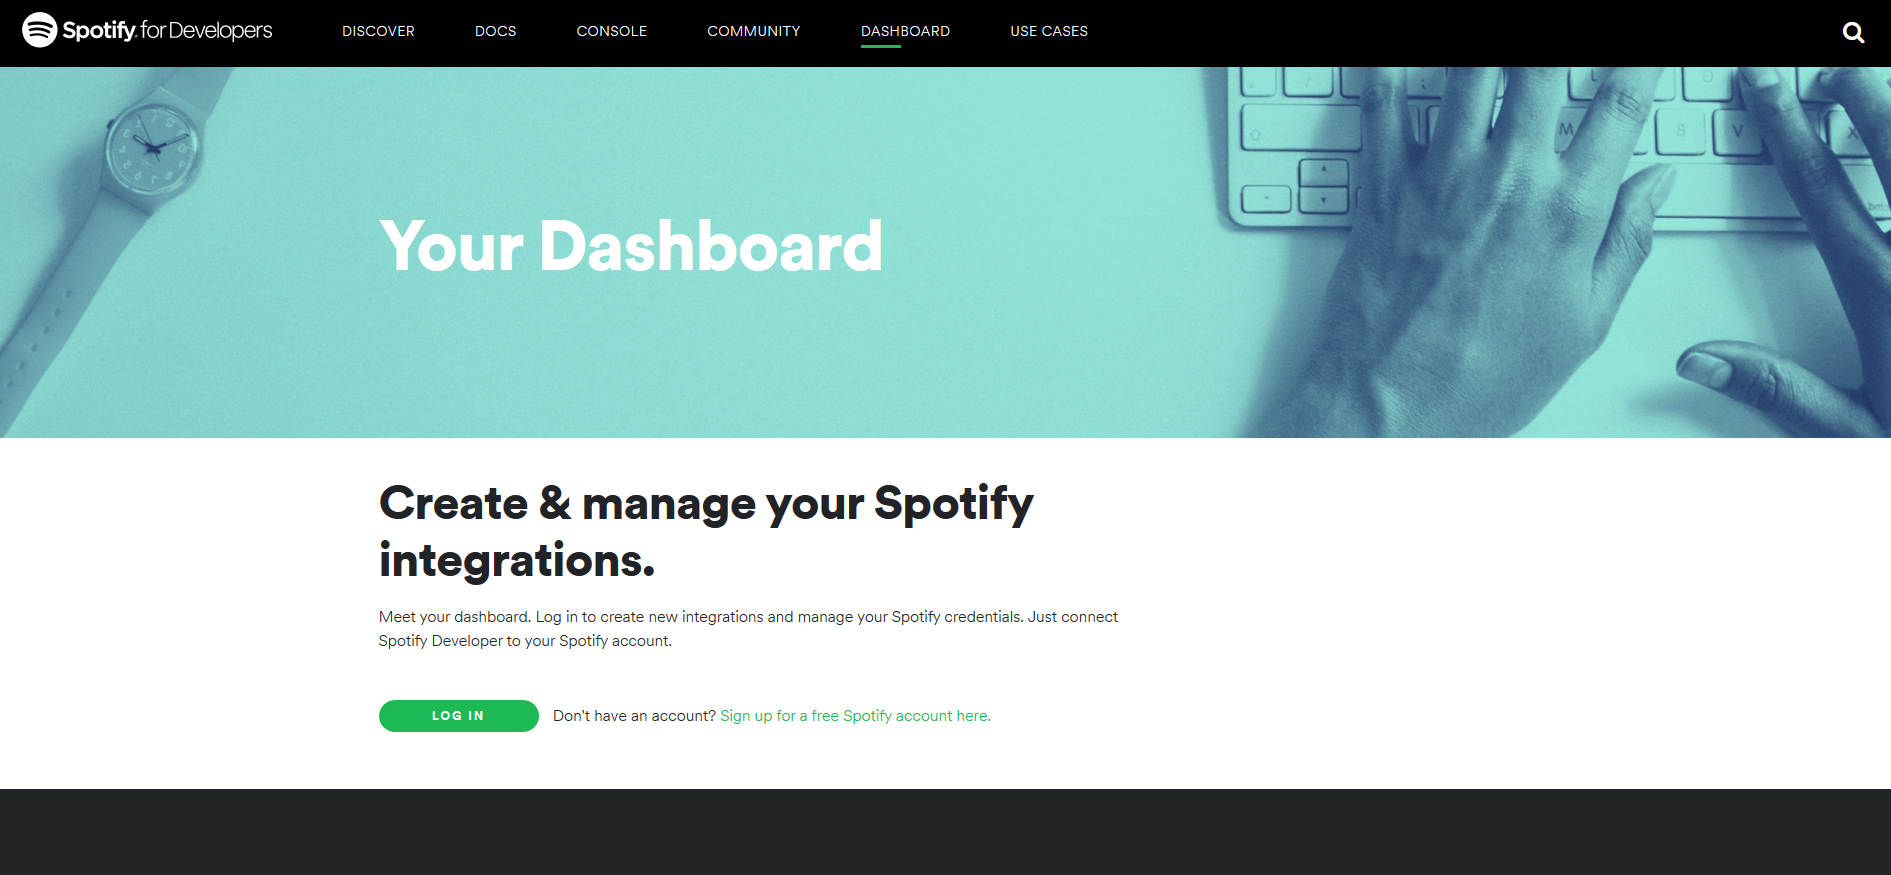 Spotify for Developers
DISCOVER
DOCS
CONSOLE
COMMUNITY
DASHBOARD
USE CASES
M
B
V
X
cmd
Your Dashboard
Create & manage your Spotify
integrations.
Meet your dashboard. Log in to create new integrations and manage your Spotify credentials. Just connect
Spotify Developer to your Spotify account.
LOG IN
Don't have an account? Sign up for a free Spotify account here.